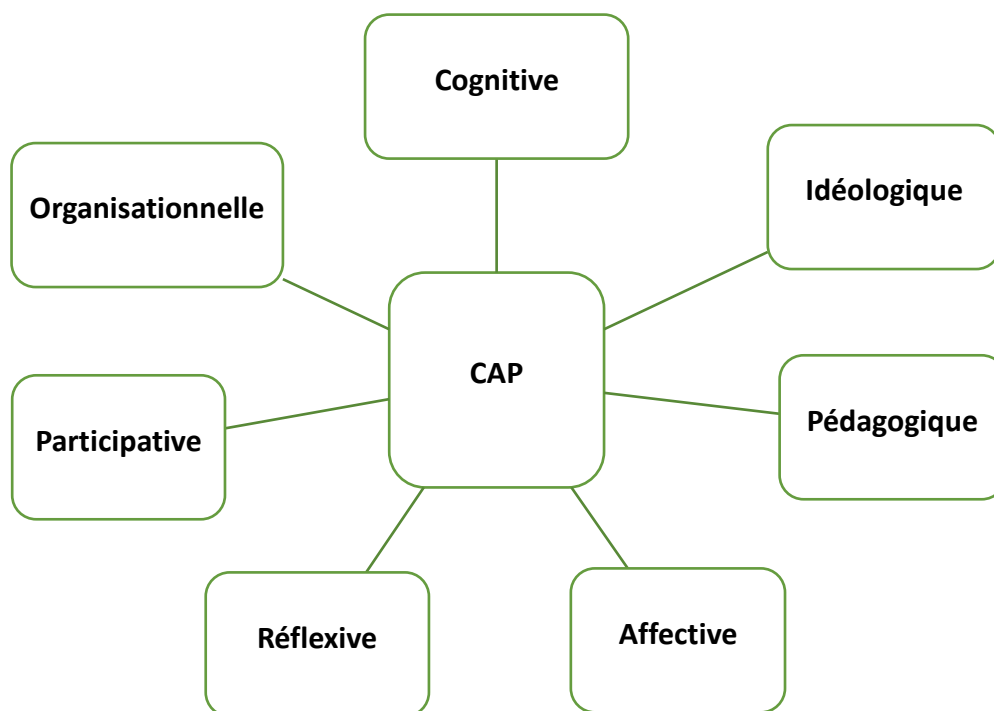 Cognitive
Idéologique
Organisationnelle
CAP
Pédagogique
Participative
Réflexive
Affective